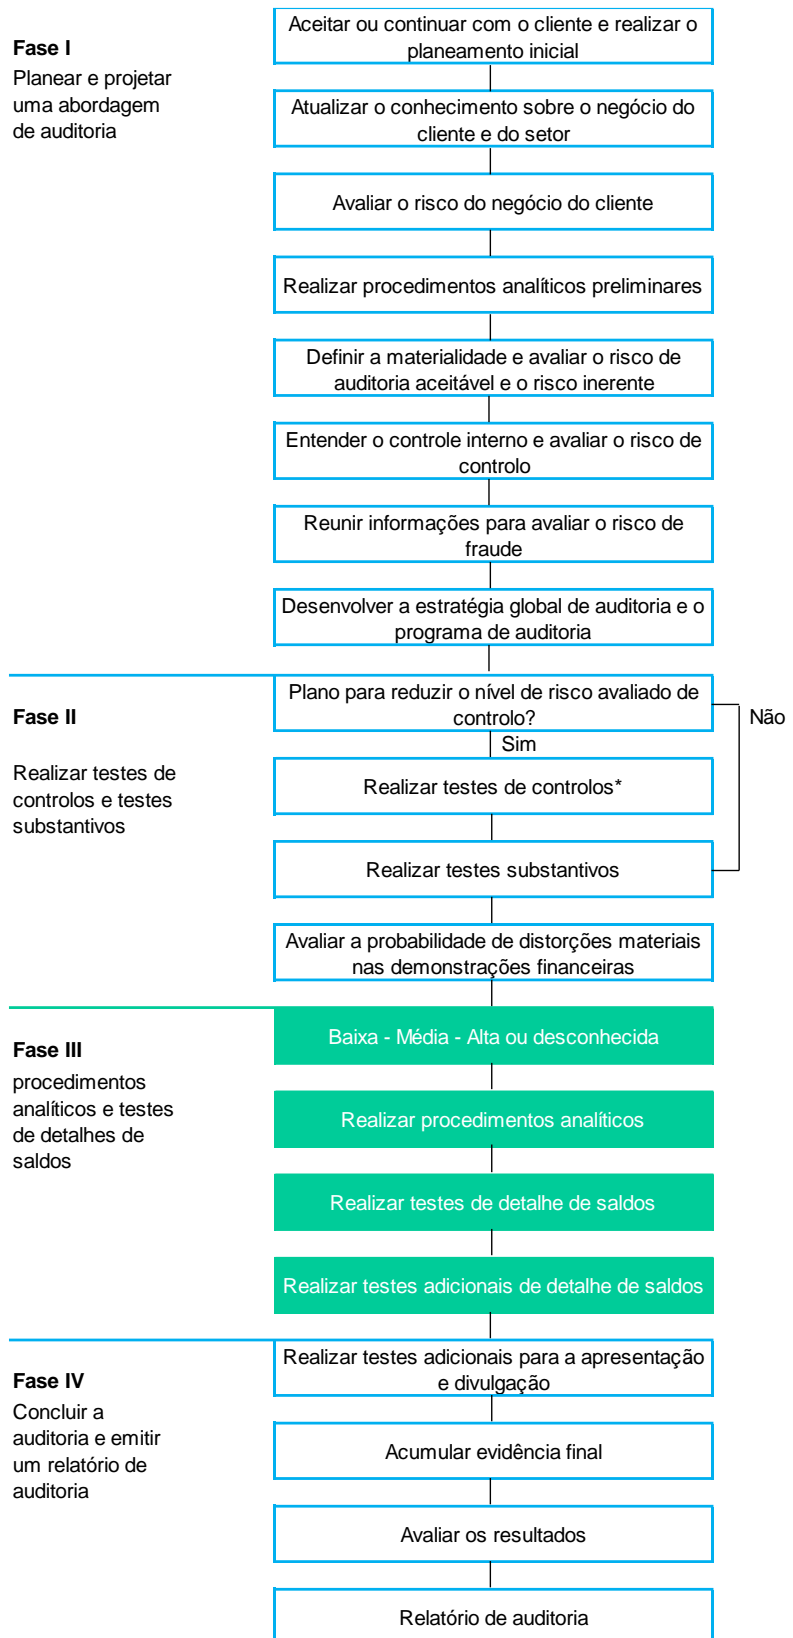 Fase I
Planear e projetar
uma abordagem
de auditoria
Aceitar ou continuar com o cliente e realizar o
planeamento inicial
Atualizar o conhecimento sobre o negócio do
cliente e do setor
Avaliar o risco do negócio do cliente
Realizar procedimentos analíticos preliminares
Definir a materialidade e avaliar o risco de
auditoria aceitável e o risco inerente
Entender o controle interno e avaliar o risco de
controlo
Reunir informações para avaliar o risco de
fraude
Desenvolver a estratégia global de auditoria e o
programa de auditoria
Fase II
Realizar testes de
controlos e testes
substantivos
Plano para reduzir o nível de risco avaliado de
controlo?
Não
Sim
Realizar testes de controlos*
Realizar testes substantivos
Avaliar a probabilidade de distorções materiais
nas demonstrações financeiras
Fase III
procedimentos
analíticos e testes
de detalhes de
saldos
Baixa - Média - Alta ou desconhecida
Realizar procedimentos analíticos
Realizar testes de detalhe de saldos
Realizar testes adicionais de detalhe de saldos
Fase IV
Concluir a
auditoria e emitir
um relatório de
auditoria
Realizar testes adicionais para a apresentação
e divulgação
Acumular evidência final
Avaliar os resultados
Relatório de auditoria